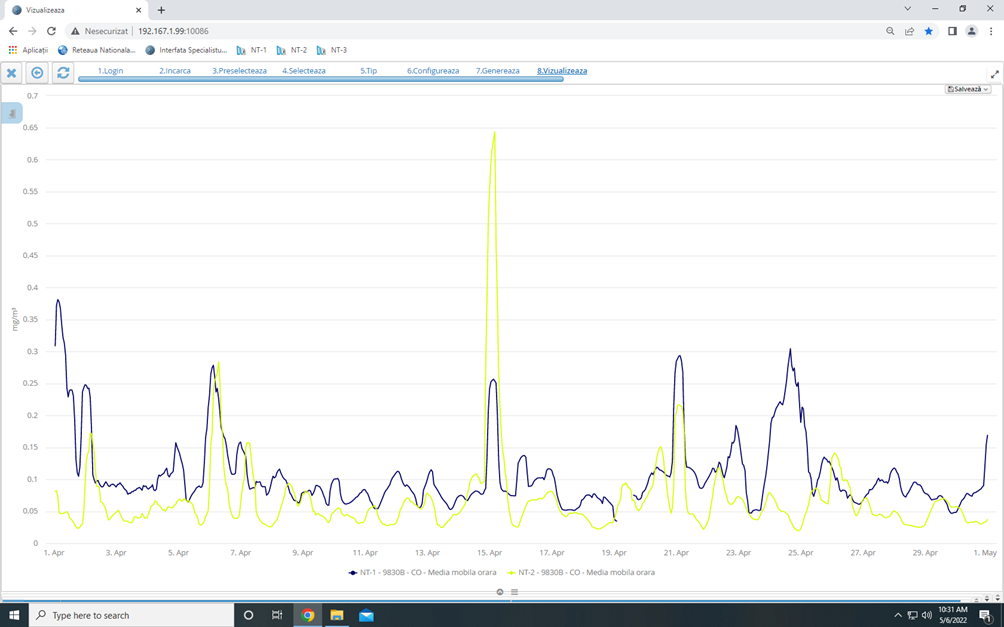 Vizualizeaza
Nesecurizat 192.167.1.99:10086
Aplicații Reteaua Nationala... Interfata Specialistu... NT-1 NT-2 NT-3
1.Login 2.Incarca 3.Preselecteaza 4.Selecteaza 5.Tip 6.Configureaza 7.Genereaza 8.Vizualizeaza
Salvează
0.7
0.65
0.6
0.55
0.5
0.45
0.4
0.35
0.3
0.25
0.2
0.15
0.1
0.05
0
mg/m³
1. Apr 3. Apr 5. Apr 7. Apr 9. Apr 11. Apr 13. Apr 15. Apr 17. Apr 19. Apr 21. Apr 23. Apr 25. Apr 27. Apr 29. Apr 1. May
NT-1 - 9830B - CO - Media mobila orara NT-2 - 9830B - CO - Media mobila orara
Type here to search
10:31 AM
5/6/2022
1